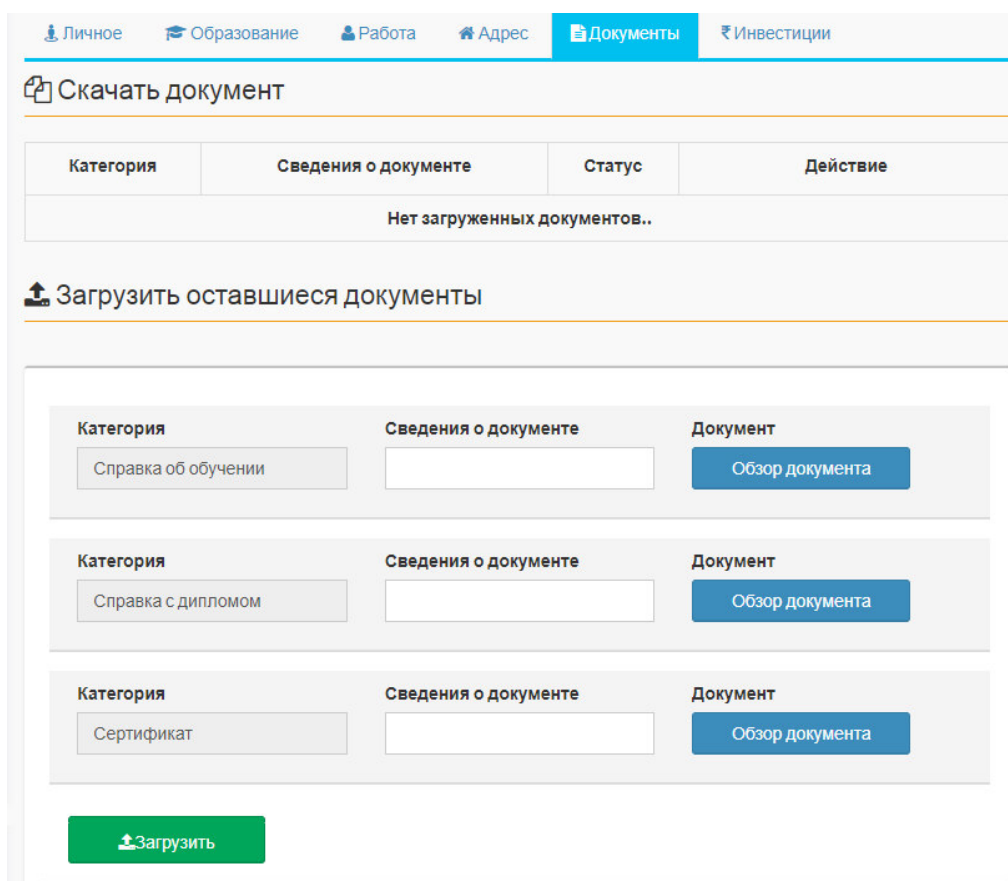 Личное Образование Работа Адрес Документы ₹ Инвестиции
Скачать документ
Категория Сведения о документе Статус Действие
Нет загруженных документов..
Загрузить оставшиеся документы
Категория Сведения о документе Документ
Справка об обучении Обзор документа
Категория Сведения о документе Документ
Справка с дипломом Обзор документа
Категория Сведения о документе Документ
Сертификат Обзор документа
Загрузить